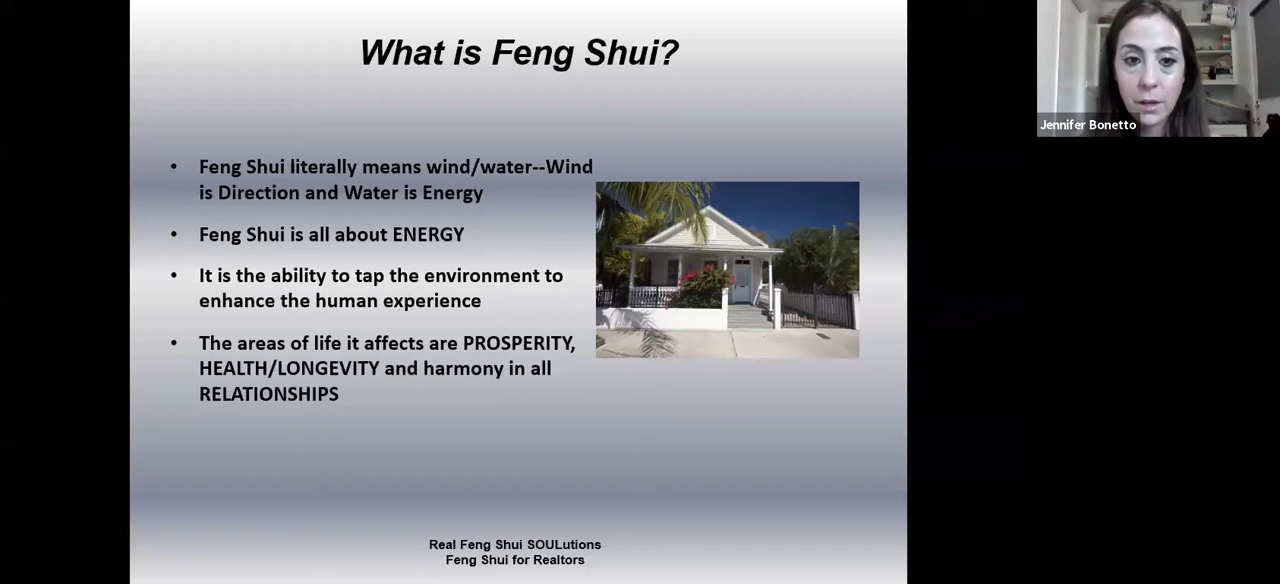 What is Feng Shui?
Jennifer Bonetto
• Feng Shui literally means wind/water--Wind
is Direction and Water is Energy
• Feng Shui is all about ENERGY
• It is the ability to tap the environment to
enhance the human experience
• The areas of life it affects are PROSPERITY,
HEALTH/LONGEVITY and harmony in all
RELATIONSHIPS
Real Feng Shui SOULutions
Feng Shui for Realtors